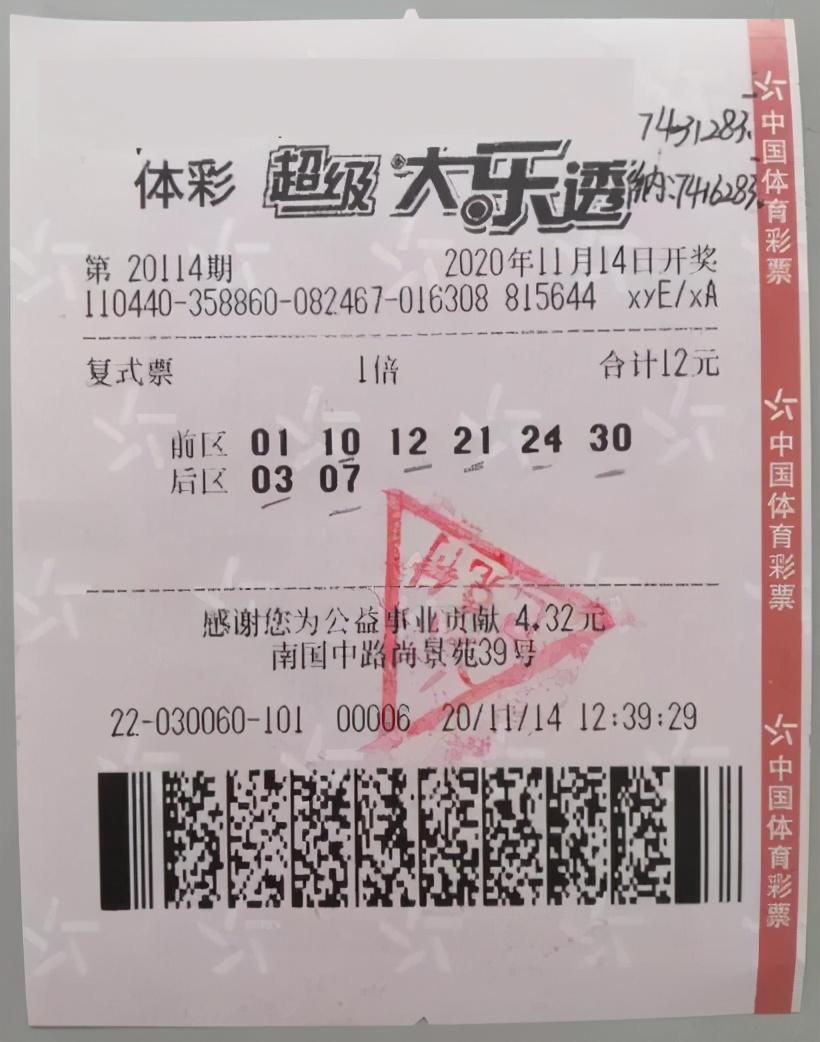 7431283.
纳:7416283.
体彩 超级大乐透
第 20114期 2020年11月14日开奖
110440-358860-082467-016308 815644 xyE/xA
复式票 1倍 合计12元
前区 01 10 12 21 24 30
后区 03 07
感谢您为公益事业贡献 4.32元
南国中路尚景苑39号
22-030060-101 00006 20/11/14 12:39:29
中国体育彩票
中国体育彩票
中国体育彩票